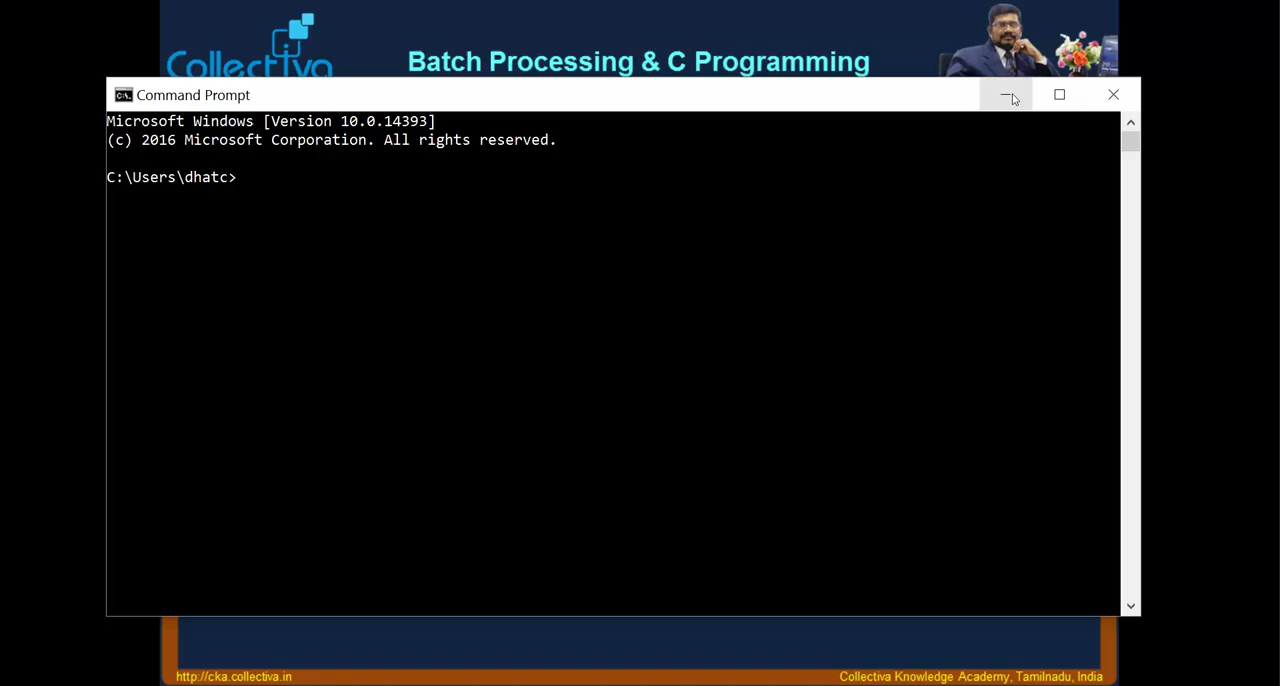 Collectiva
Batch Processing & C Programming
Command Prompt
Microsoft Windows [Version 10.0.14393]
(c) 2016 Microsoft Corporation. All rights reserved.
C:\Users\dhatc>
http://cka.collectiva.in
Collectiva Knowledge Academy, Tamilnadu, India